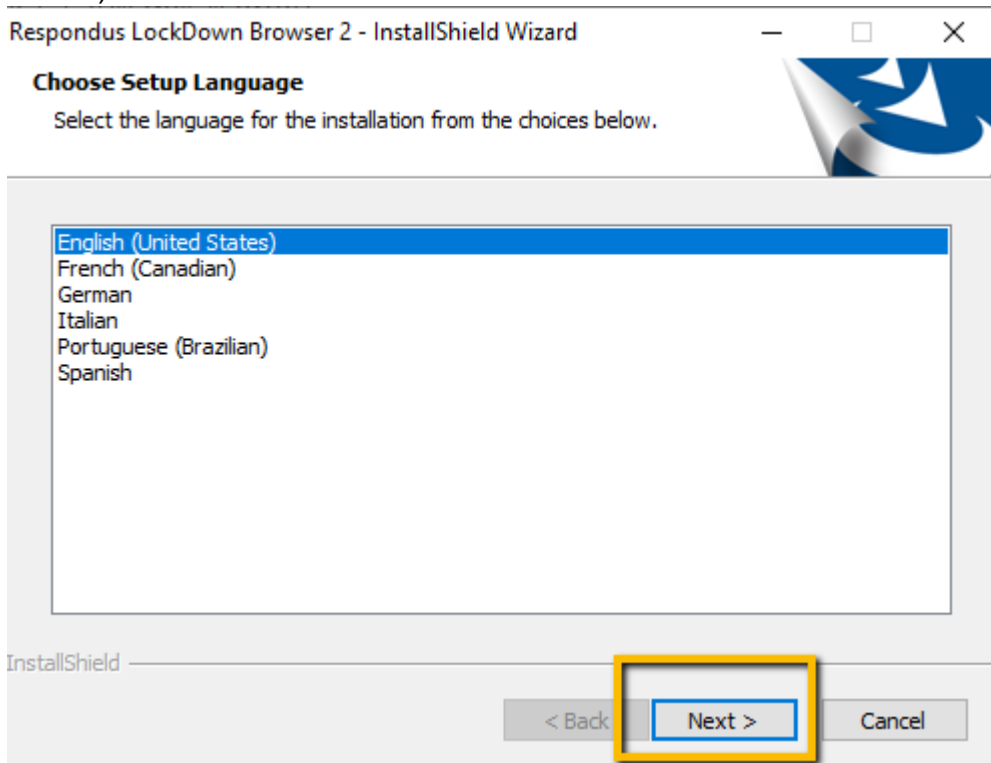 Respondus LockDown Browser 2 - InstallShield Wizard
Choose Setup Language
Select the language for the installation from the choices below.
English (United States)
French (Canadian)
German
Italian
Portuguese (Brazilian)
Spanish
InstallShield
< Back
Next >
Cancel